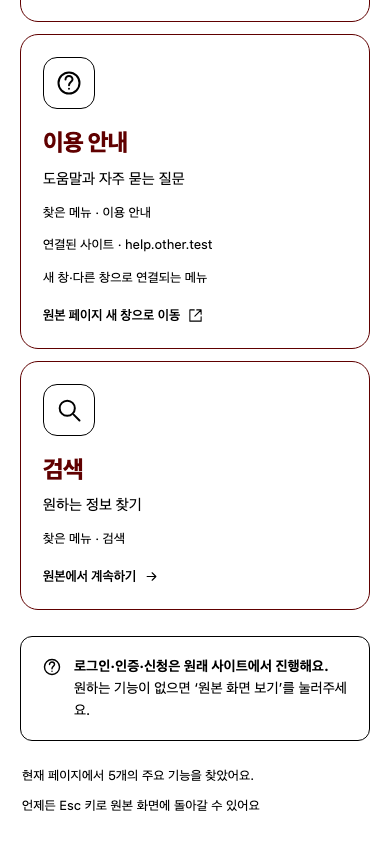 이용 안내
도움말과 자주 묻는 질문
찾은 메뉴 · 이용 안내
연결된 사이트 · help.other.test
새 창·다른 창으로 연결되는 메뉴
원본 페이지 새 창으로 이동
검색
원하는 정보 찾기
찾은 메뉴 · 검색
원본에서 계속하기 →
로그인·인증·신청은 원래 사이트에서 진행해요.
원하는 기능이 없으면 ‘원본 화면 보기’를 눌러주세
요.
현재 페이지에서 5개의 주요 기능을 찾았어요.
언제든 Esc 키로 원본 화면에 돌아갈 수 있어요